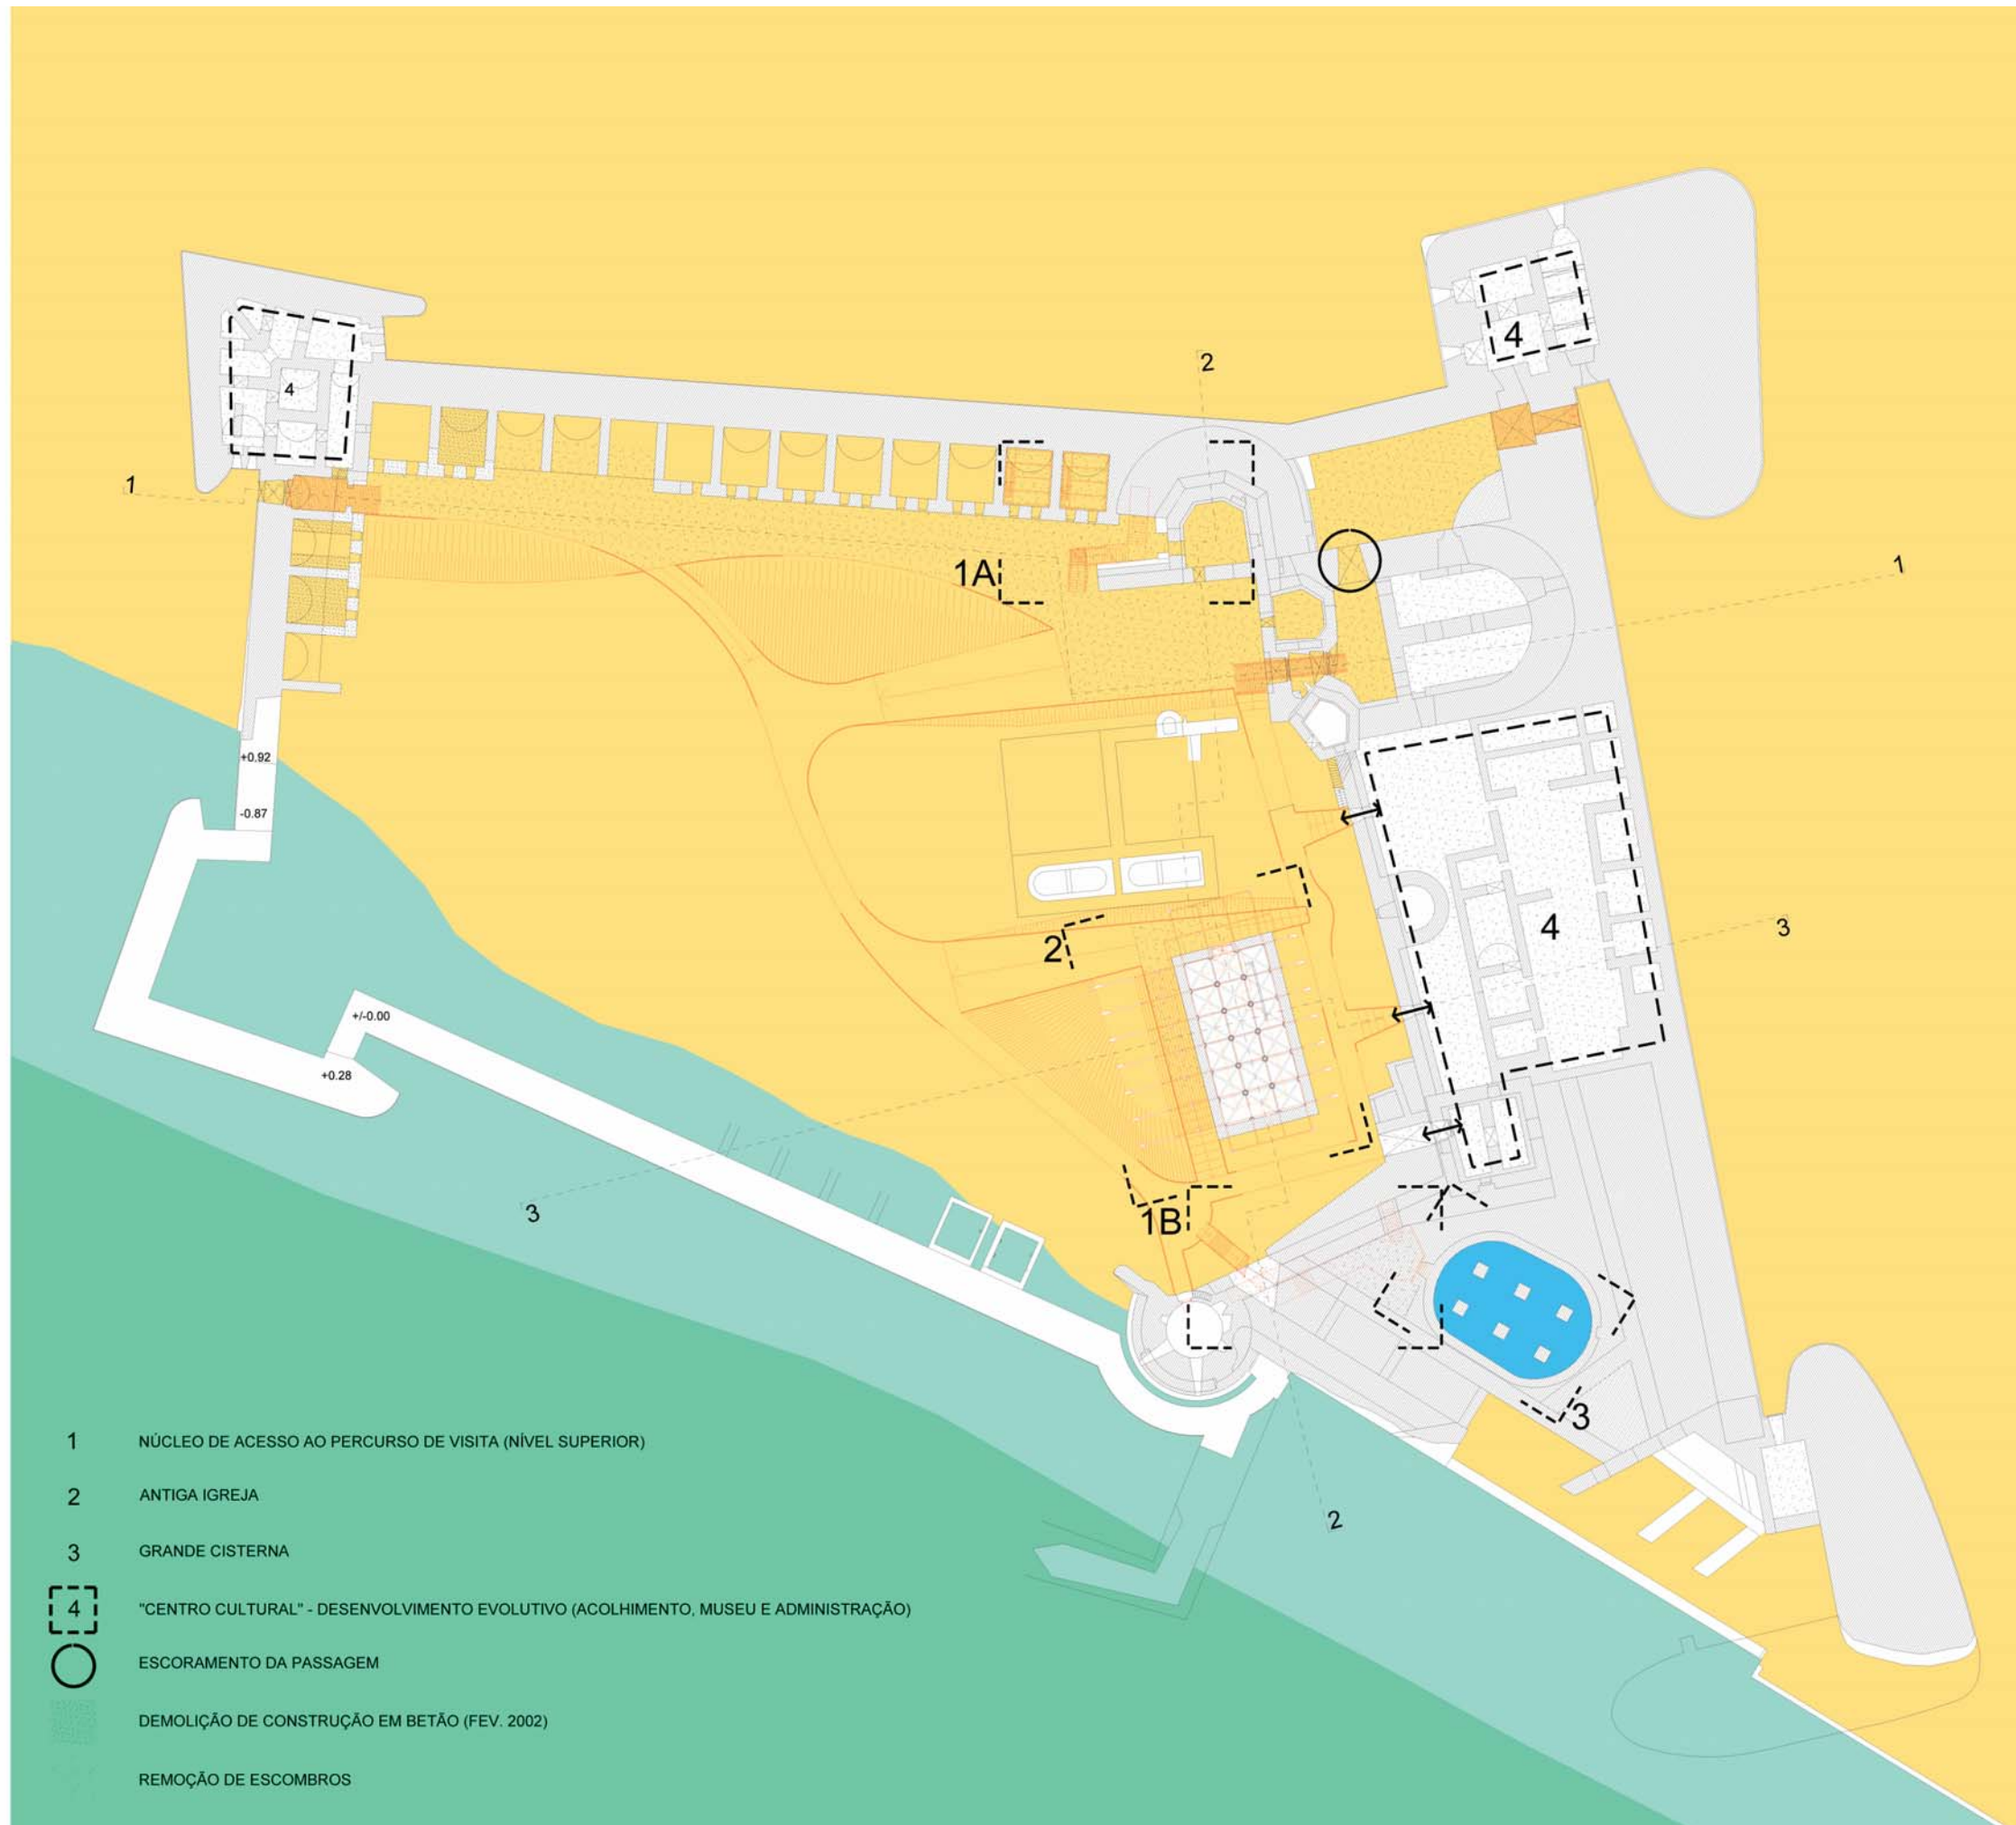 2
4
4
1
1
1A
2
4
3
+0.92
-0.87
+/-0.00
+0.28
3
1B
3
2
1 NÚCLEO DE ACESSO AO PERCURSO DE VISITA (NÍVEL SUPERIOR)
2 ANTIGA IGREJA
3 GRANDE CISTERNA
4 "CENTRO CULTURAL" - DESENVOLVIMENTO EVOLUTIVO (ACOLHIMENTO, MUSEU E ADMINISTRAÇÃO)
ESCORAMENTO DA PASSAGEM
DEMOLIÇÃO DE CONSTRUÇÃO EM BETÃO (FEV. 2002)
REMOÇÃO DE ESCOMBROS